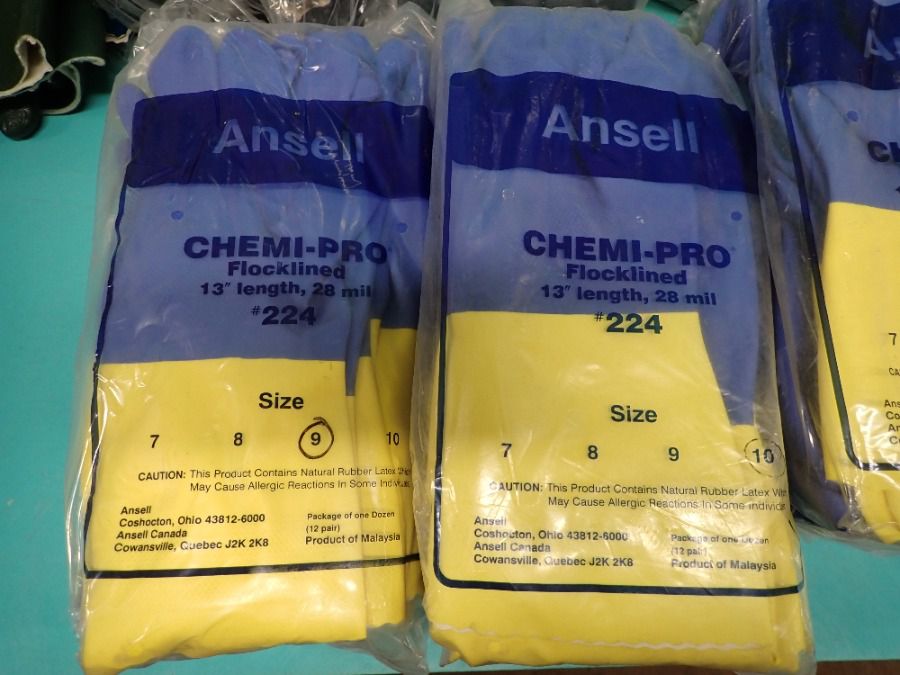 Ansell
CHEMI-PRO
Flocklined
13" length, 28 mil
#224
Size
7 8 9 10
CAUTION: This Product Contains Natural Rubber Latex
May Cause Allergic Reactions In Some
Ansell
Coshocton, Ohio 43812-6000
Ansell Canada
Cowansville, Quebec J2K 2K8
Package of one Dozen
(12 pair)
Product of Malaysia
Ansell
CHEMI-PRO
Flocklined
13" length, 28 mil
#224
Size
7 8 9 10
CAUTION: This Product Contains Natural Rubber Latex
May Cause Allergic Reactions In Some
Ansell
Coshocton, Ohio 43812-6000
Ansell Canada
Cowansville, Quebec J2K 2K8
Package of one Dozen
(12 pair)
Product of Malaysia
7